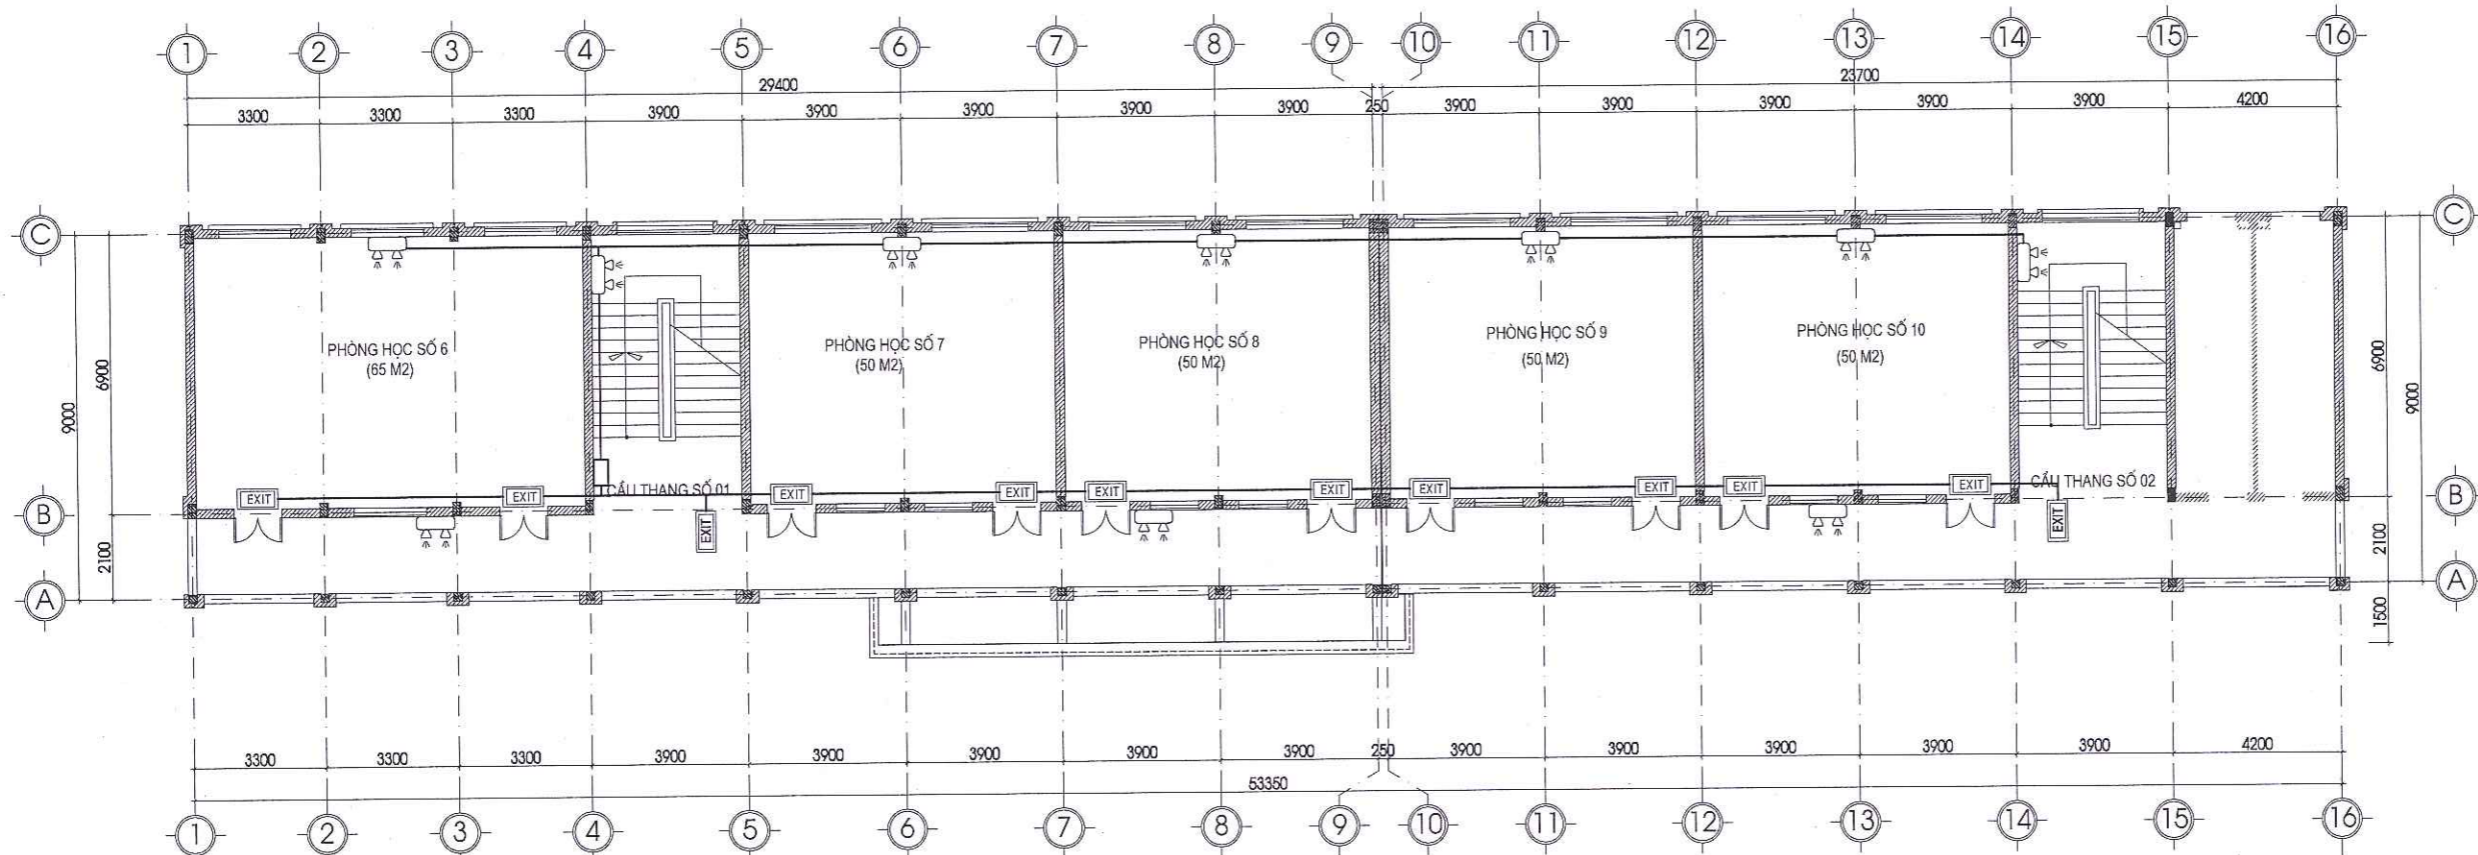 1 2 3 4 5 6 7 8 9 10 11 12 13 14 15 16
29400 23700
3300 3300 3300 3900 3900 3900 3900 3900 250 3900 3900 3900 3900 3900 4200
C C
PHÒNG HỌC SỐ 6
(65 M2)
PHÒNG HỌC SỐ 7
(50 M2)
PHÒNG HỌC SỐ 8
(50 M2)
PHÒNG HỌC SỐ 9
(50 M2)
PHÒNG HỌC SỐ 10
(50 M2)
6900 6900
9000 9000
CẦU THANG SỐ 01
CẦU THANG SỐ 02
EXIT EXIT EXIT EXIT EXIT EXIT EXIT EXIT EXIT EXIT
EXIT EXIT
B B
2100 2100
A A
1500
3300 3300 3300 3900 3900 3900 3900 3900 250 3900 3900 3900 3900 3900 4200
53350
1 2 3 4 5 6 7 8 9 10 11 12 13 14 15 16